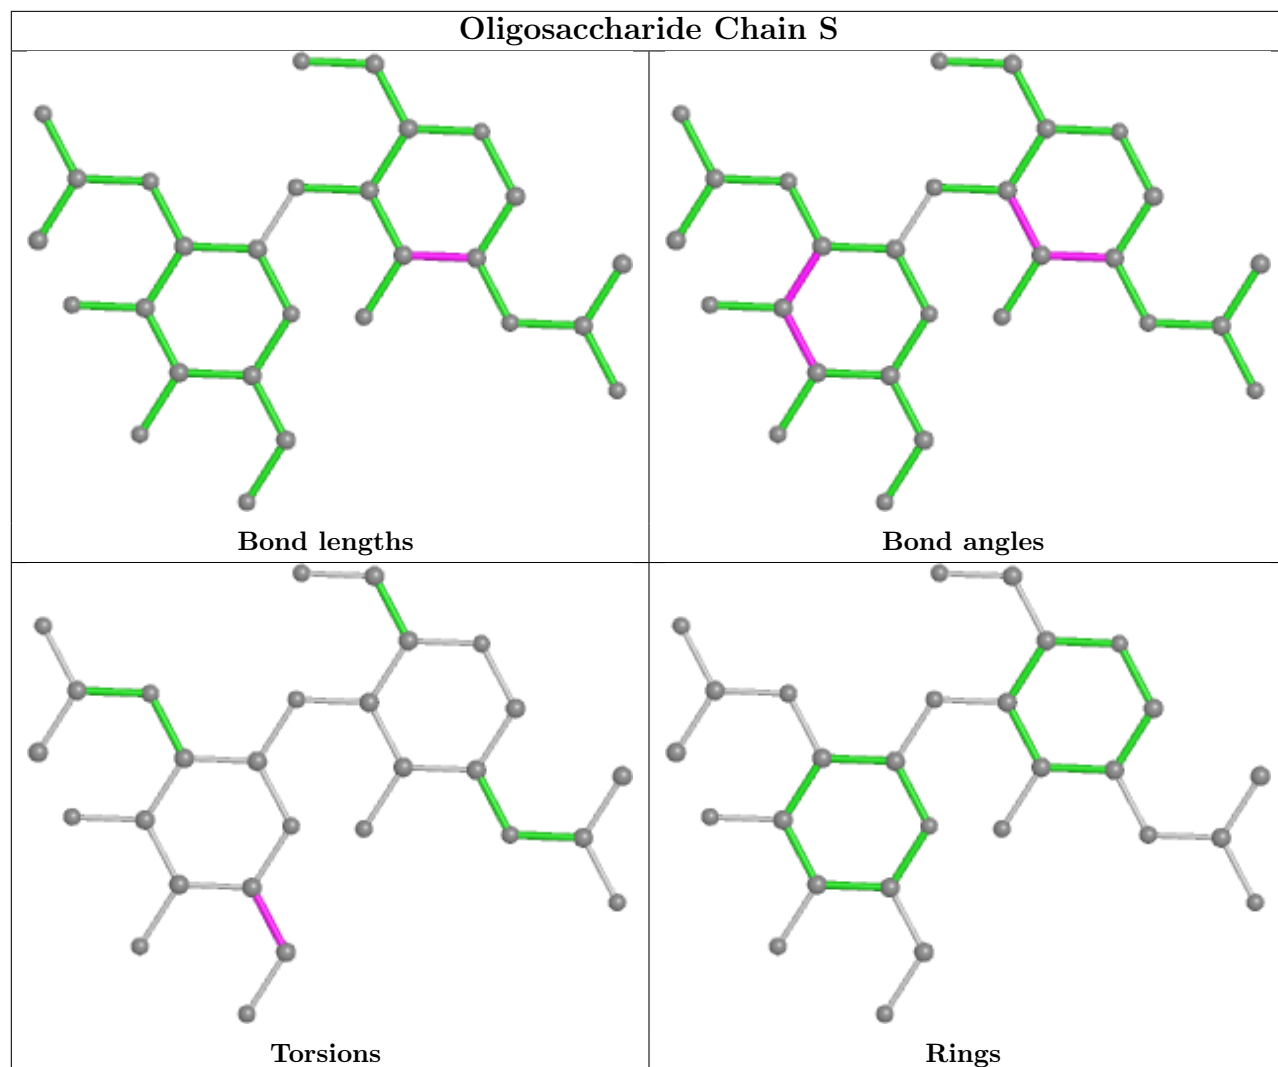 Oligosaccharide Chain S
Bond lengths
Bond angles
Torsions
Rings